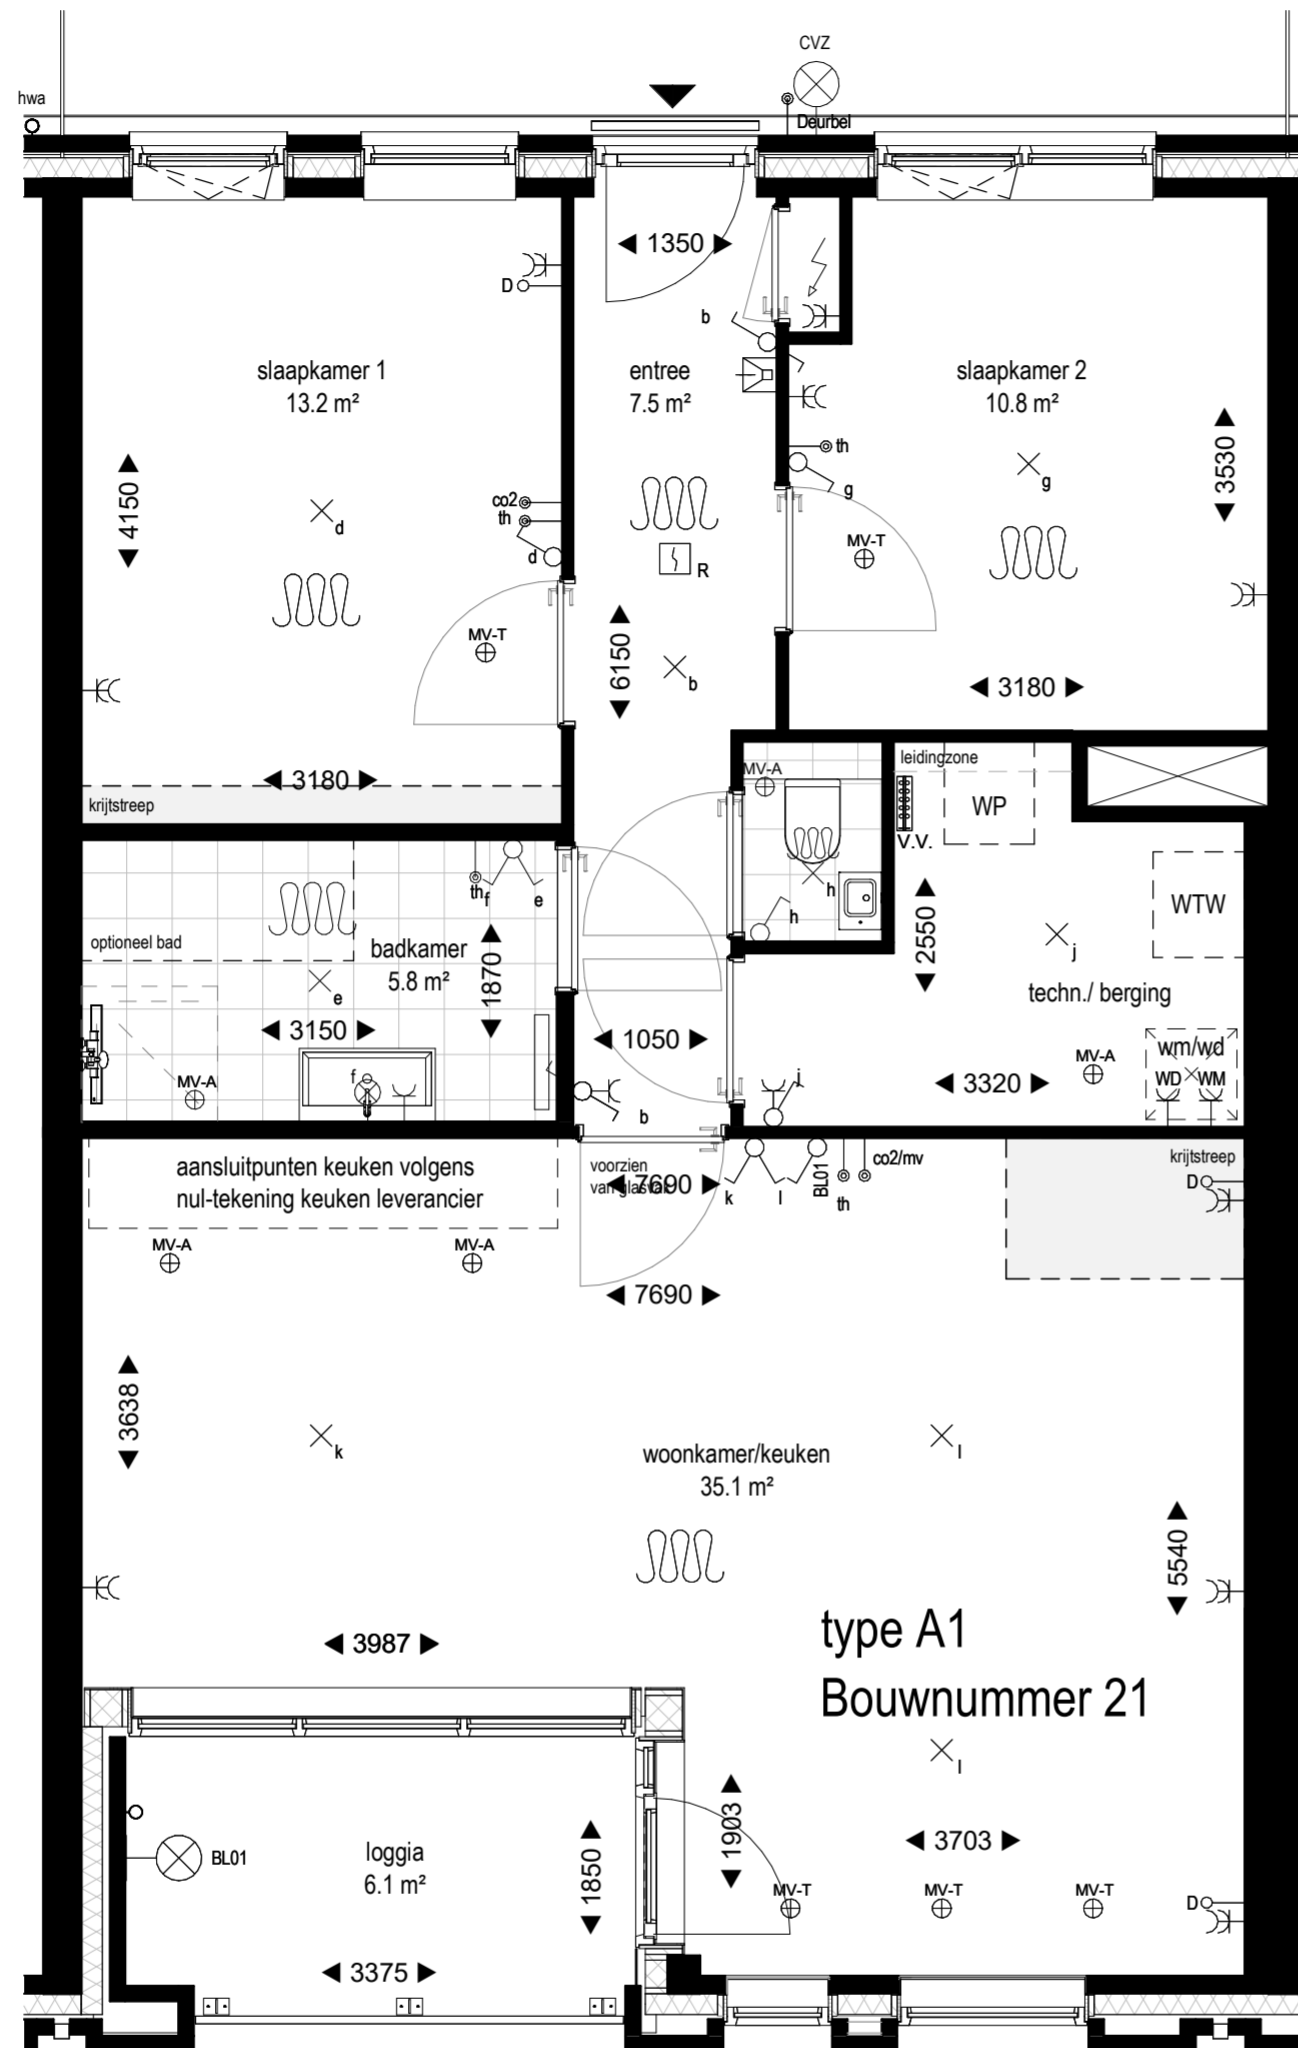 CVZ
hwa
Deurbel
1350
D
b
slaapkamer 1
13.2 m²
entree
7.5 m²
slaapkamer 2
10.8 m²
4150
3530
th
g
g
co2
th
d
d
MV-T
R
MV-T
6150
b
3180
3180
krijtstreep
MV-A
leidingzone
WP
V.V.
h
h
2550
WTW
j
techn./ berging
th
f
e
optioneel bad
badkamer
5.8 m²
1870
e
3150
1050
MV-A
f
b
3320
MV-A
j
wm/wd
WD
WM
aansluitpunten keuken volgens
nul-tekening keuken leverancier
voorzien
7690
k
l
BL01
th
co2/mv
krijtstreep
D
MV-A
MV-A
7690
3638
k
l
woonkamer/keuken
35.1 m²
5540
3987
type A1
Bouwnummer 21
l
BL01
loggia
6.1 m²
1850
1903
3703
MV-T
MV-T
MV-T
D
3375